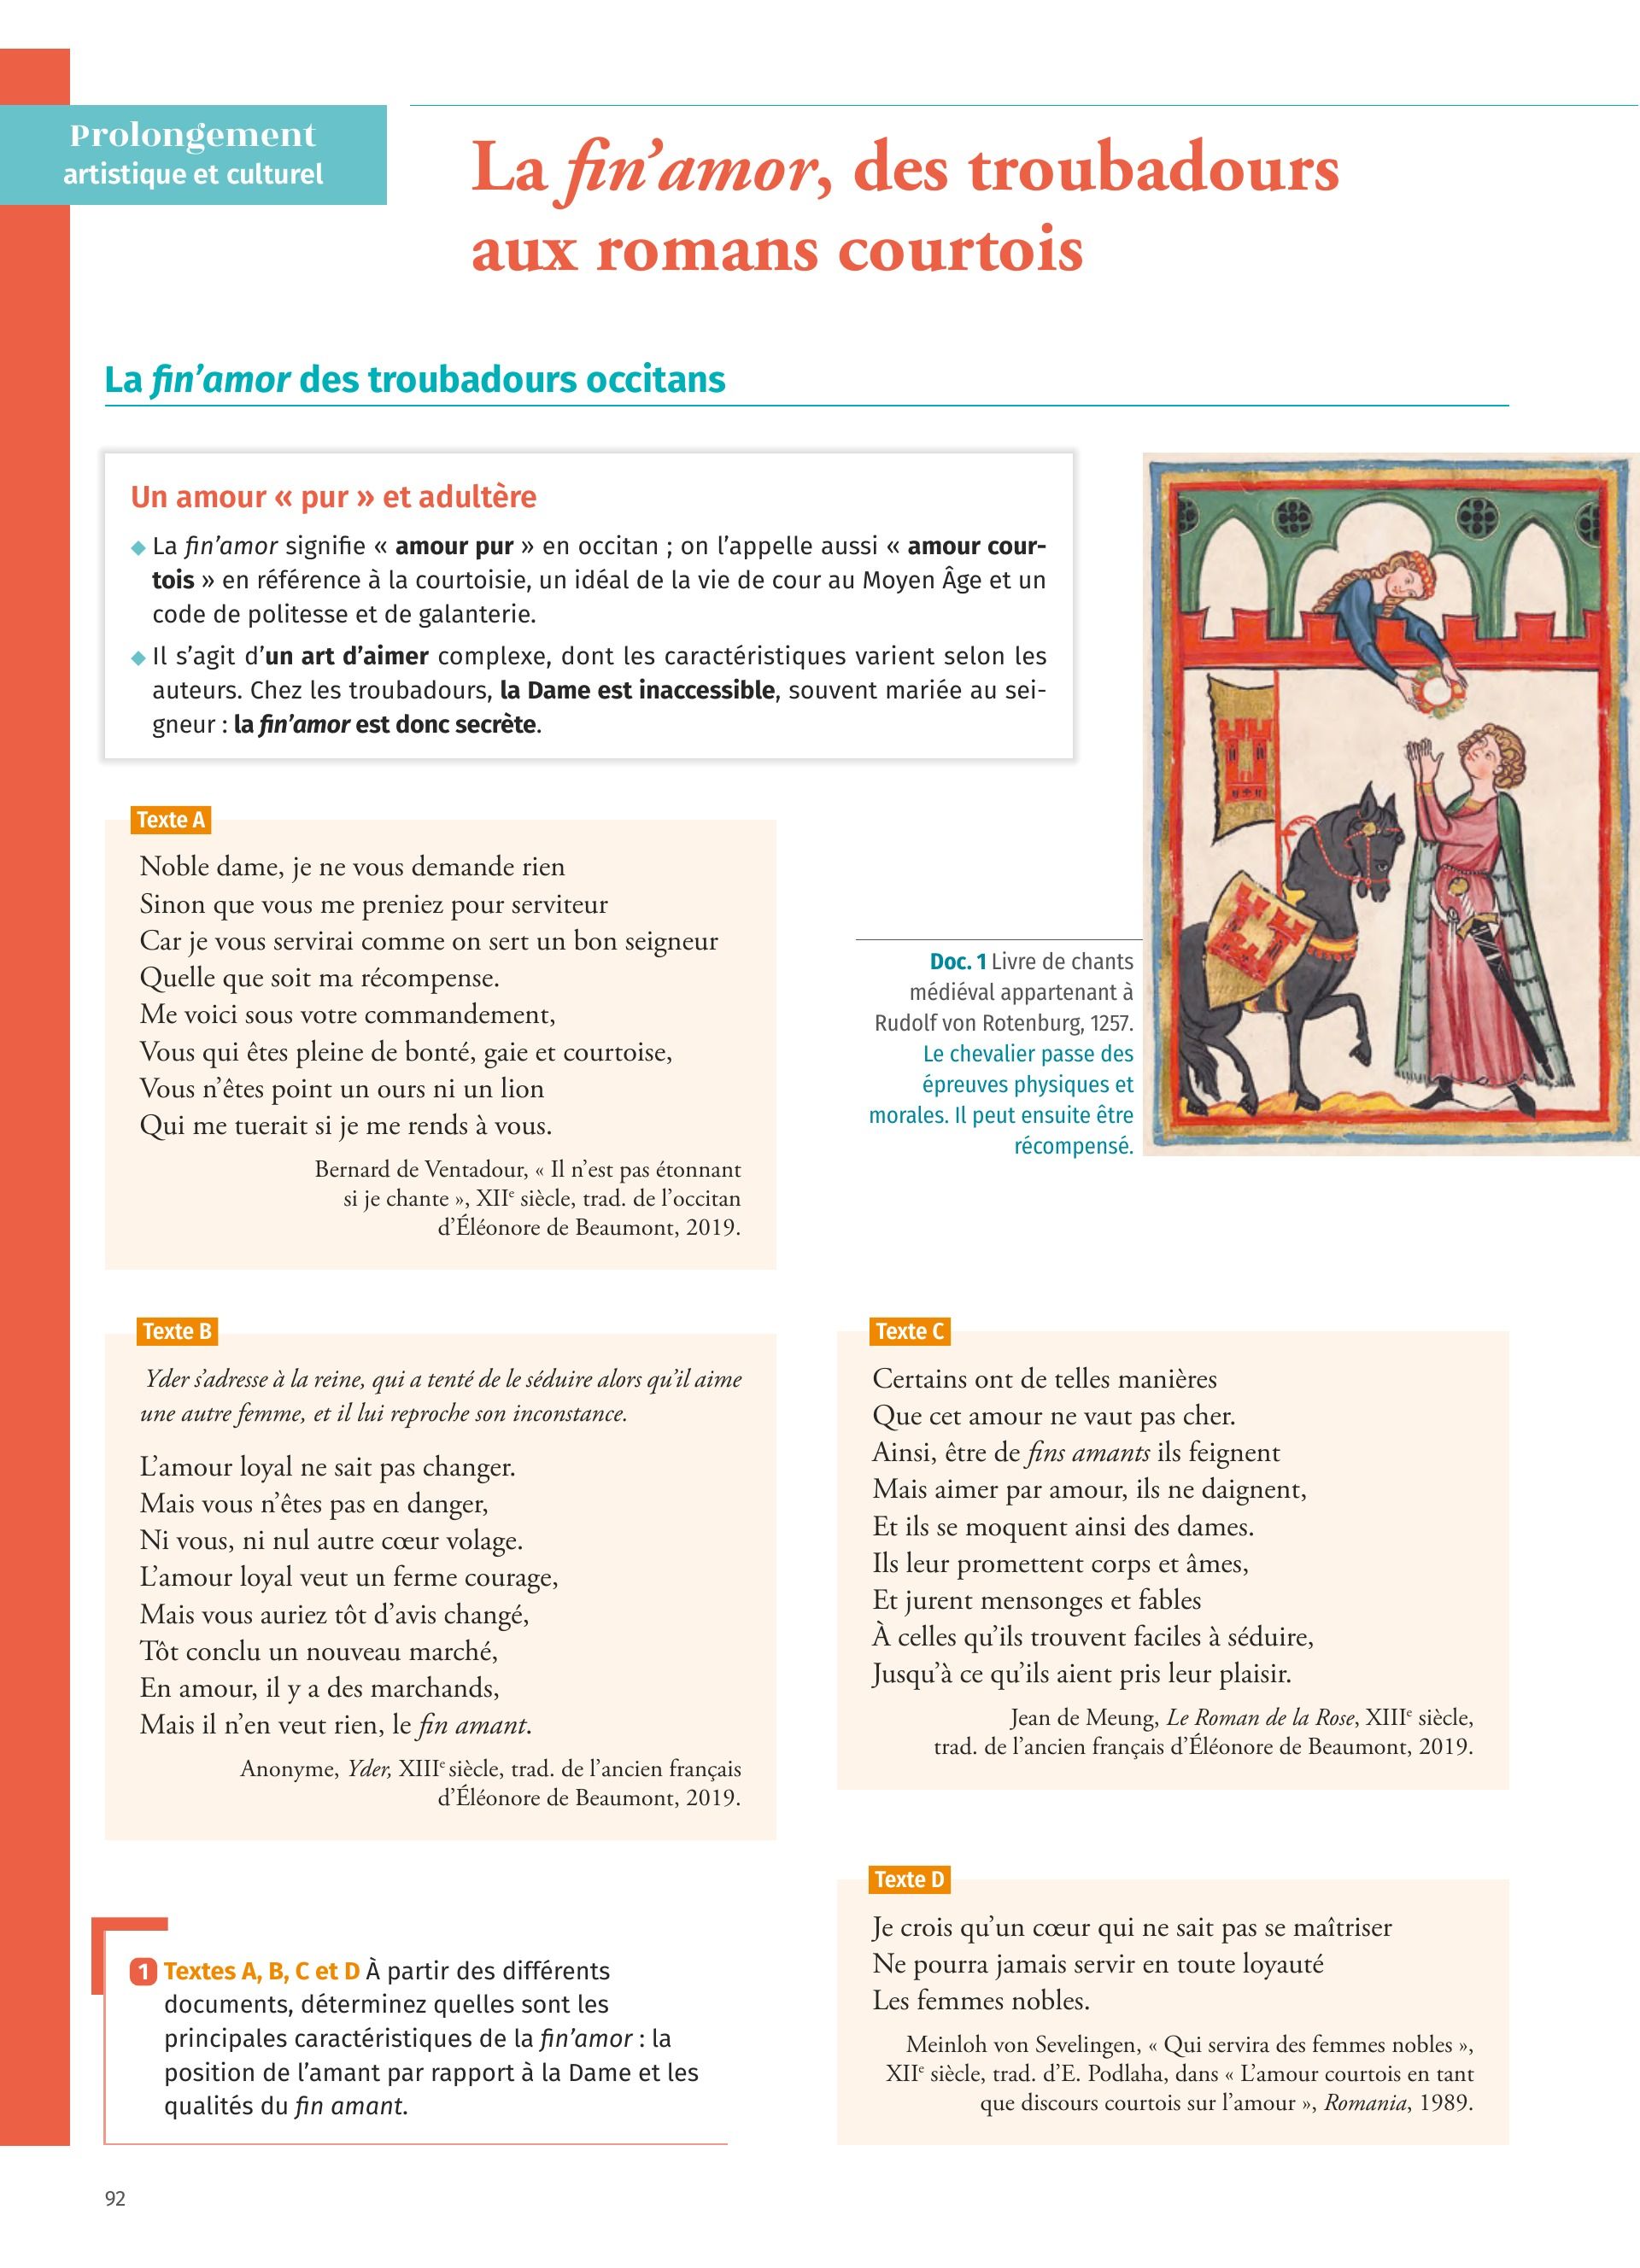 Prolongement
artistique et culturel
La fin’amor, des troubadours
aux romans courtois
La fin’amor des troubadours occitans
Un amour « pur » et adultère
◆ La fin’amor signifie « amour pur » en occitan ; on l’appelle aussi « amour cour-
tois » en référence à la courtoisie, un idéal de la vie de cour au Moyen Âge et un
code de politesse et de galanterie.
◆ Il s’agit d’un art d’aimer complexe, dont les caractéristiques varient selon les
auteurs. Chez les troubadours, la Dame est inaccessible, souvent mariée au sei-
gneur : la fin’amor est donc secrète.
Texte A
Noble dame, je ne vous demande rien
Sinon que vous me preniez pour serviteur
Car je vous servirai comme on sert un bon seigneur
Quelle que soit ma récompense.
Me voici sous votre commandement,
Vous qui êtes pleine de bonté, gaie et courtoise,
Vous n’êtes point un ours ni un lion
Qui me tuerait si je me rends à vous.
Bernard de Ventadour, « Il n’est pas étonnant
si je chante », XIIe siècle, trad. de l’occitan
d’Éléonore de Beaumont, 2019.
Doc. 1 Livre de chants
médiéval appartenant à
Rudolf von Rotenburg, 1257.
Le chevalier passe des
épreuves physiques et
morales. Il peut ensuite être
récompensé.
Texte B
Yder s’adresse à la reine, qui a tenté de le séduire alors qu’il aime
une autre femme, et il lui reproche son inconstance.
L’amour loyal ne sait pas changer.
Mais vous n’êtes pas en danger,
Ni vous, ni nul autre cœur volage.
L’amour loyal veut un ferme courage,
Mais vous auriez tôt d’avis changé,
Tôt conclu un nouveau marché,
En amour, il y a des marchands,
Mais il n’en veut rien, le fin amant.
Anonyme, Yder, XIIIe siècle, trad. de l’ancien français
d’Éléonore de Beaumont, 2019.
Texte C
Certains ont de telles manières
Que cet amour ne vaut pas cher.
Ainsi, être de fins amants ils feignent
Mais aimer par amour, ils ne daignent,
Et ils se moquent ainsi des dames.
Ils leur promettent corps et âmes,
Et jurent mensonges et fables
À celles qu’ils trouvent faciles à séduire,
Jusqu’à ce qu’ils aient pris leur plaisir.
Jean de Meung, Le Roman de la Rose, XIIIe siècle,
trad. de l’ancien français d’Éléonore de Beaumont, 2019.
Texte D
Je crois qu’un cœur qui ne sait pas se maîtriser
Ne pourra jamais servir en toute loyauté
Les femmes nobles.
Meinloh von Sevelingen, « Qui servira des femmes nobles »,
XIIe siècle, trad. d’E. Podlaha, dans « L’amour courtois en tant
que discours courtois sur l’amour », Romania, 1989.
1 Textes A, B, C et D À partir des différents
documents, déterminez quelles sont les
principales caractéristiques de la fin’amor : la
position de l’amant par rapport à la Dame et les
qualités du fin amant.
92